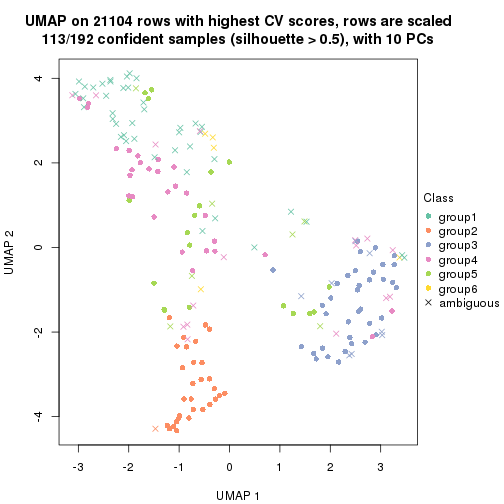 UMAP on 21104 rows with highest CV scores, rows are scaled
113/192 confident samples (silhouette > 0.5), with 10 PCs
4
2
0
-2
-4
UMAP 2
-3 -2 -1 0 1 2 3
UMAP 1
Class
group1
group2
group3
group4
group5
group6
ambiguous